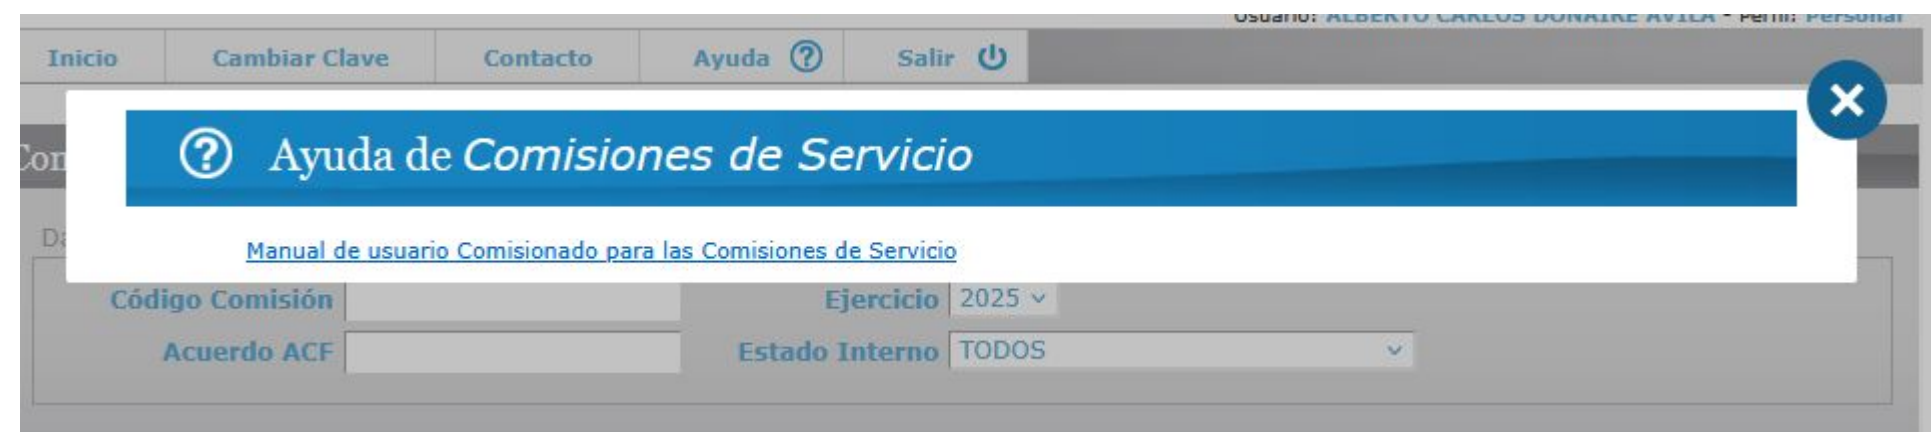 Usuario: ALBERTO CARLOS DONAIRE AVILA - Perfil: Personal
Inicio Cambiar Clave Contacto Ayuda ? Salir
Con
? Ayuda de Comisiones de Servicio
Manual de usuario Comisionado para las Comisiones de Servicio
Código Comisión Ejercicio 2025
Acuerdo ACF Estado Interno TODOS